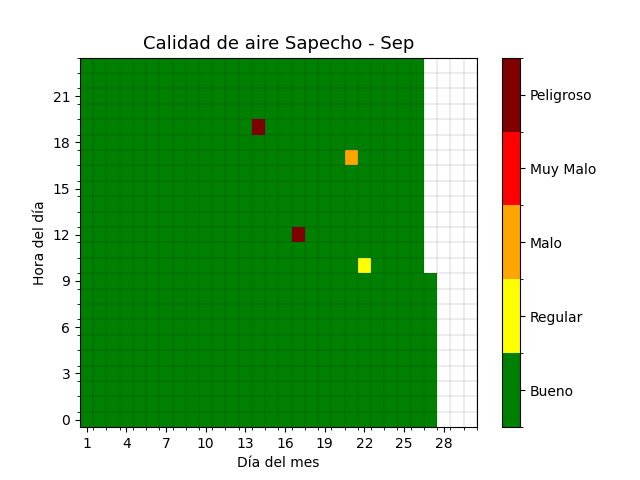 Calidad de aire Sapecho - Sep
21
18
15
12
9
6
3
0
Hora del día
1 4 7 10 13 16 19 22 25 28
Día del mes
Peligroso
Muy Malo
Malo
Regular
Bueno